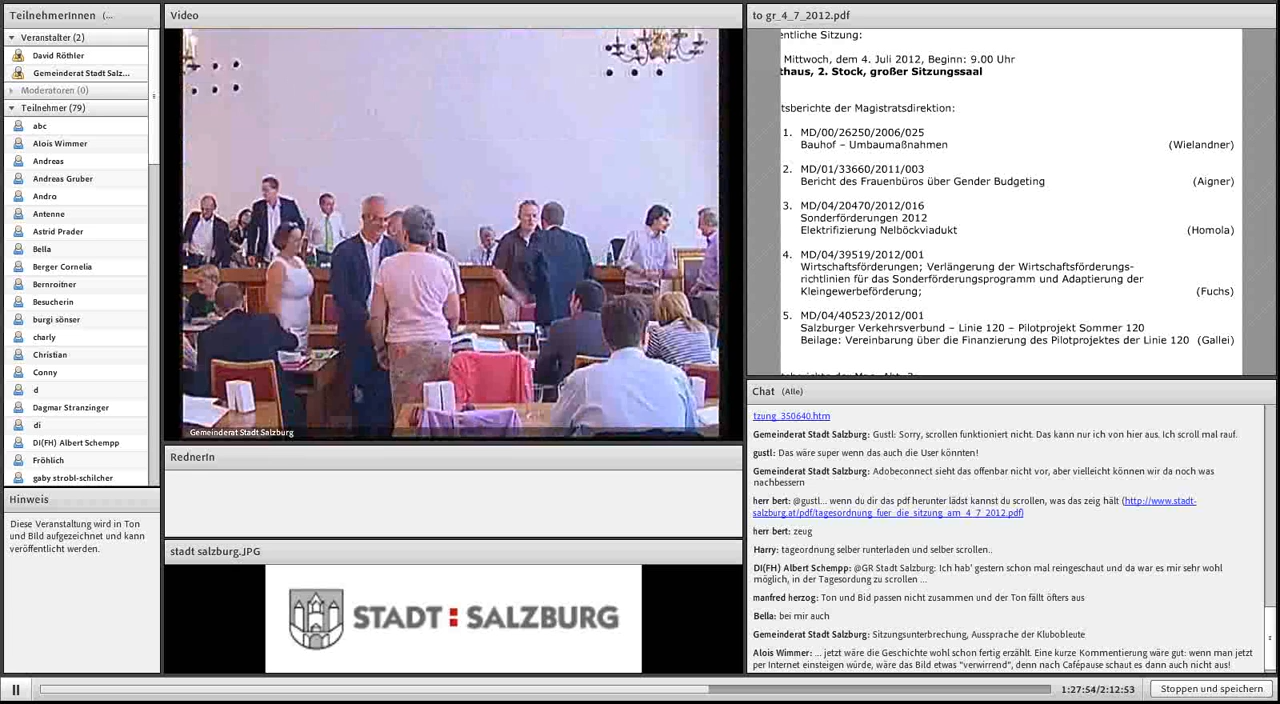 TeilnehmerInnen (...
Veranstalter (2)
David Röthler
Gemeinderat Stadt Salz...
Moderatoren (0)
Teilnehmer (79)
abc
Alois Wimmer
Andreas
Andreas Gruber
Andro
Antenne
Astrid Prader
Bella
Berger Cornelia
Bernroitner
Besucherin
burgi sönser
charly
Christian
Conny
d
Dagmar Stranzinger
di
DI(FH) Albert Schempp
Fröhlich
gaby strobl-schilcher
Hinweis
Diese Veranstaltung wird in Ton
und BIld aufgezeichnet und kann
veröffentlicht werden.
Video
Gemeinderat Stadt Salzburg
RednerIn
stadt salzburg.JPG
STADT : SALZBURG
to gr_4_7_2012.pdf
entliche Sitzung:
Mittwoch, dem 4. Juli 2012, Beginn: 9.00 Uhr
thaus, 2. Stock, großer Sitzungssaal
tsberichte der Magistratsdirektion:
1. MD/00/26250/2006/025
Bauhof – Umbaumaßnahmen (Wielandner)
2. MD/01/33660/2011/003
Bericht des Frauenbüros über Gender Budgeting (Aigner)
3. MD/04/20470/2012/016
Sonderförderungen 2012
Elektrifizierung Nelböckviadukt (Homola)
4. MD/04/39519/2012/001
Wirtschaftsförderungen; Verlängerung der Wirtschaftsförderungs-
richtlinien für das Sonderförderungsprogramm und Adaptierung der
Kleingewerbeförderung; (Fuchs)
5. MD/04/40523/2012/001
Salzburger Verkehrsverbund – Linie 120 – Pilotprojekt Sommer 120
Beilage: Vereinbarung über die Finanzierung des Pilotprojektes der Linie 120 (Gallei)
Chat (Alle)
tzung_350640.htm
Gemeinderat Stadt Salzburg: Gustl: Sorry, scrollen funktioniert nicht. Das kann nur ich von hier aus. Ich scroll mal rauf.
gustl: Das wäre super wenn das auch die User könnten!
Gemeinderat Stadt Salzburg: Adobeconnect sieht das offenbar nicht vor, aber vielleicht können wir da noch was
nachbessern
herr bert: @gustl... wenn du dir das pdf herunter lädst kannst du scrollen, was das zeig hält (http://www.stadt-
salzburg.at/pdf/tagesordnung_fuer_die_sitzung_am_4_7_2012.pdf)
herr bert: zeug
Harry: tageordnung selber runterladen und selber scrollen..
DI(FH) Albert Schempp: @GR Stadt Salzburg: Ich hab' gestern schon mal reingeschaut und da war es mir sehr wohl
möglich, in der Tagesordung zu scrollen ...
manfred herzog: Ton und Bid passen nicht zusammen und der Ton fällt öfters aus
Bella: bei mir auch
Gemeinderat Stadt Salzburg: Sitzungsunterbrechung, Aussprache der Klubobleute
Alois Wimmer: ... jetzt wäre die Geschichte wohl schon fertig erzählt. Eine kurze Kommentierung wäre gut: wenn man jetzt
per Internet einsteigen würde, wäre das Bild etwas "verwirrend", denn nach Cafépause schaut es dann auch nicht aus!
1:27:54/2:12:53
Stoppen und speichern